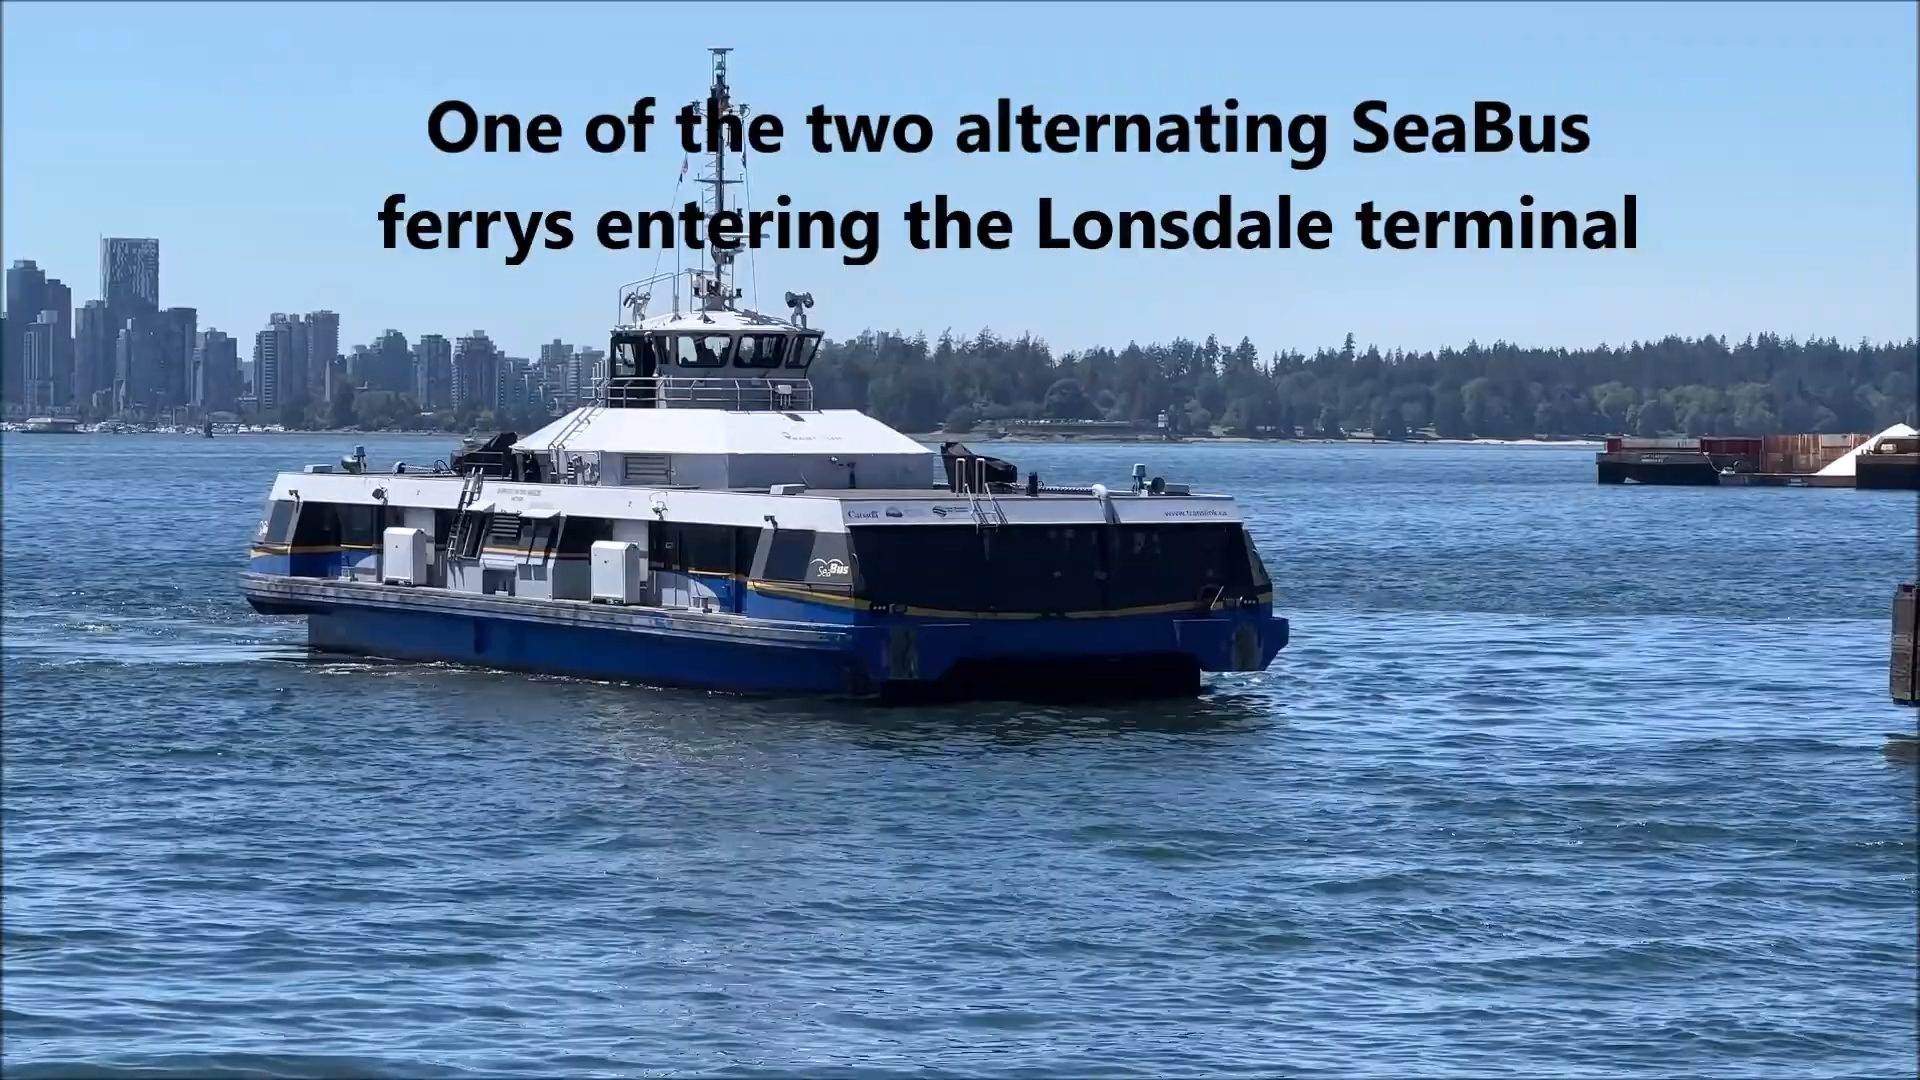 One of the two alternating SeaBus
ferrys entering the Lonsdale terminal
Canada
www.translink.ca
SeaBus